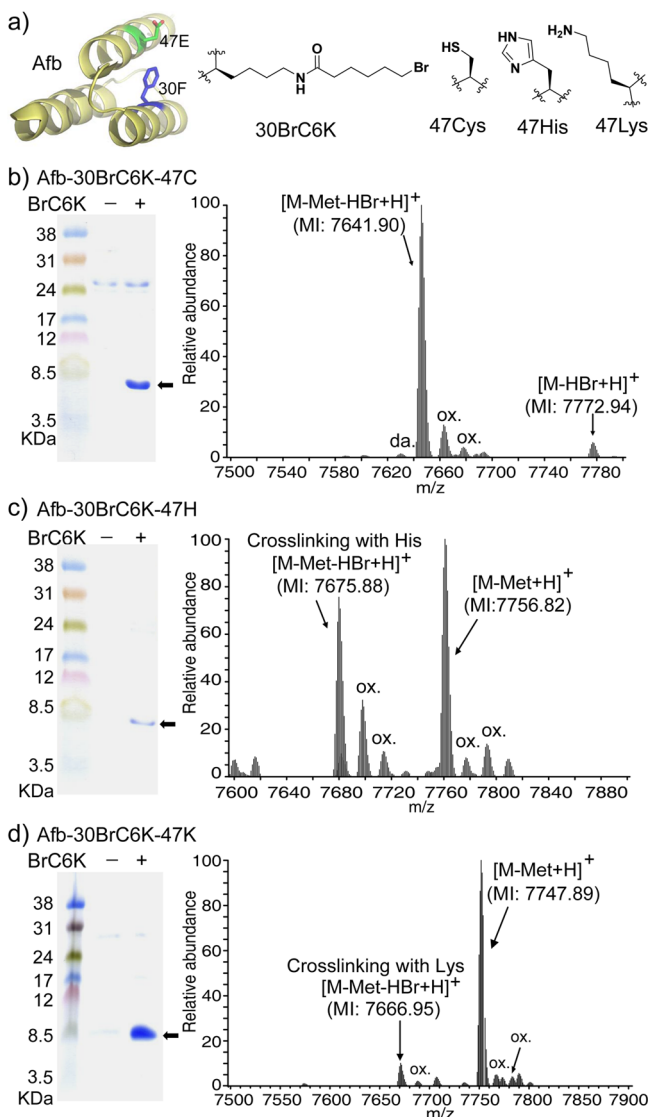 a)
47E
Afb
30F
O
N
H
Br
30BrC6K
HS
47Cys
HN
N
47His
H2N
47Lys
b) Afb-30BrC6K-47C
BrC6K − +
38
31
24
17
12
8.5
3.5
KDa
Relative abundance
100
80
60
40
20
0
[M-Met-HBr+H]+
(MI: 7641.90)
[M-HBr+H]+
(MI: 7772.94)
da.
ox.
ox.
7500 7540 7580 7620 7660 7700 7740 7780
m/z
c) Afb-30BrC6K-47H
BrC6K − +
38
31
24
17
12
8.5
3.5
KDa
Relative abundance
100
80
60
40
20
0
Crosslinking with His
[M-Met-HBr+H]+
(MI: 7675.88)
[M-Met+H]+
(MI:7756.82)
ox.
ox.
ox.
ox.
7600 7640 7680 7720 7760 7800 7840 7880
m/z
d) Afb-30BrC6K-47K
BrC6K − +
38
31
24
17
12
8.5
3.5
KDa
Relative abundance
100
80
60
40
20
0
[M-Met+H]+
(MI: 7747.89)
Crosslinking with Lys
[M-Met-HBr+H]+
(MI: 7666.95)
ox.
ox.
ox.
7500 7550 7600 7650 7700 7750 7800 7850 7900
m/z